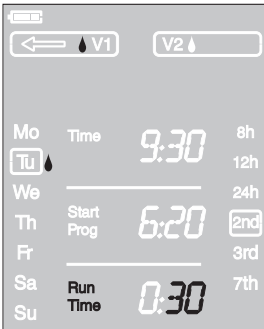 V1 V2
Mo Time 9:30 8h
Tu 12h
We 24h
Th Start Prog 6:20 2nd
Fr 3rd
Sa Run Time 0:30 7th
Su